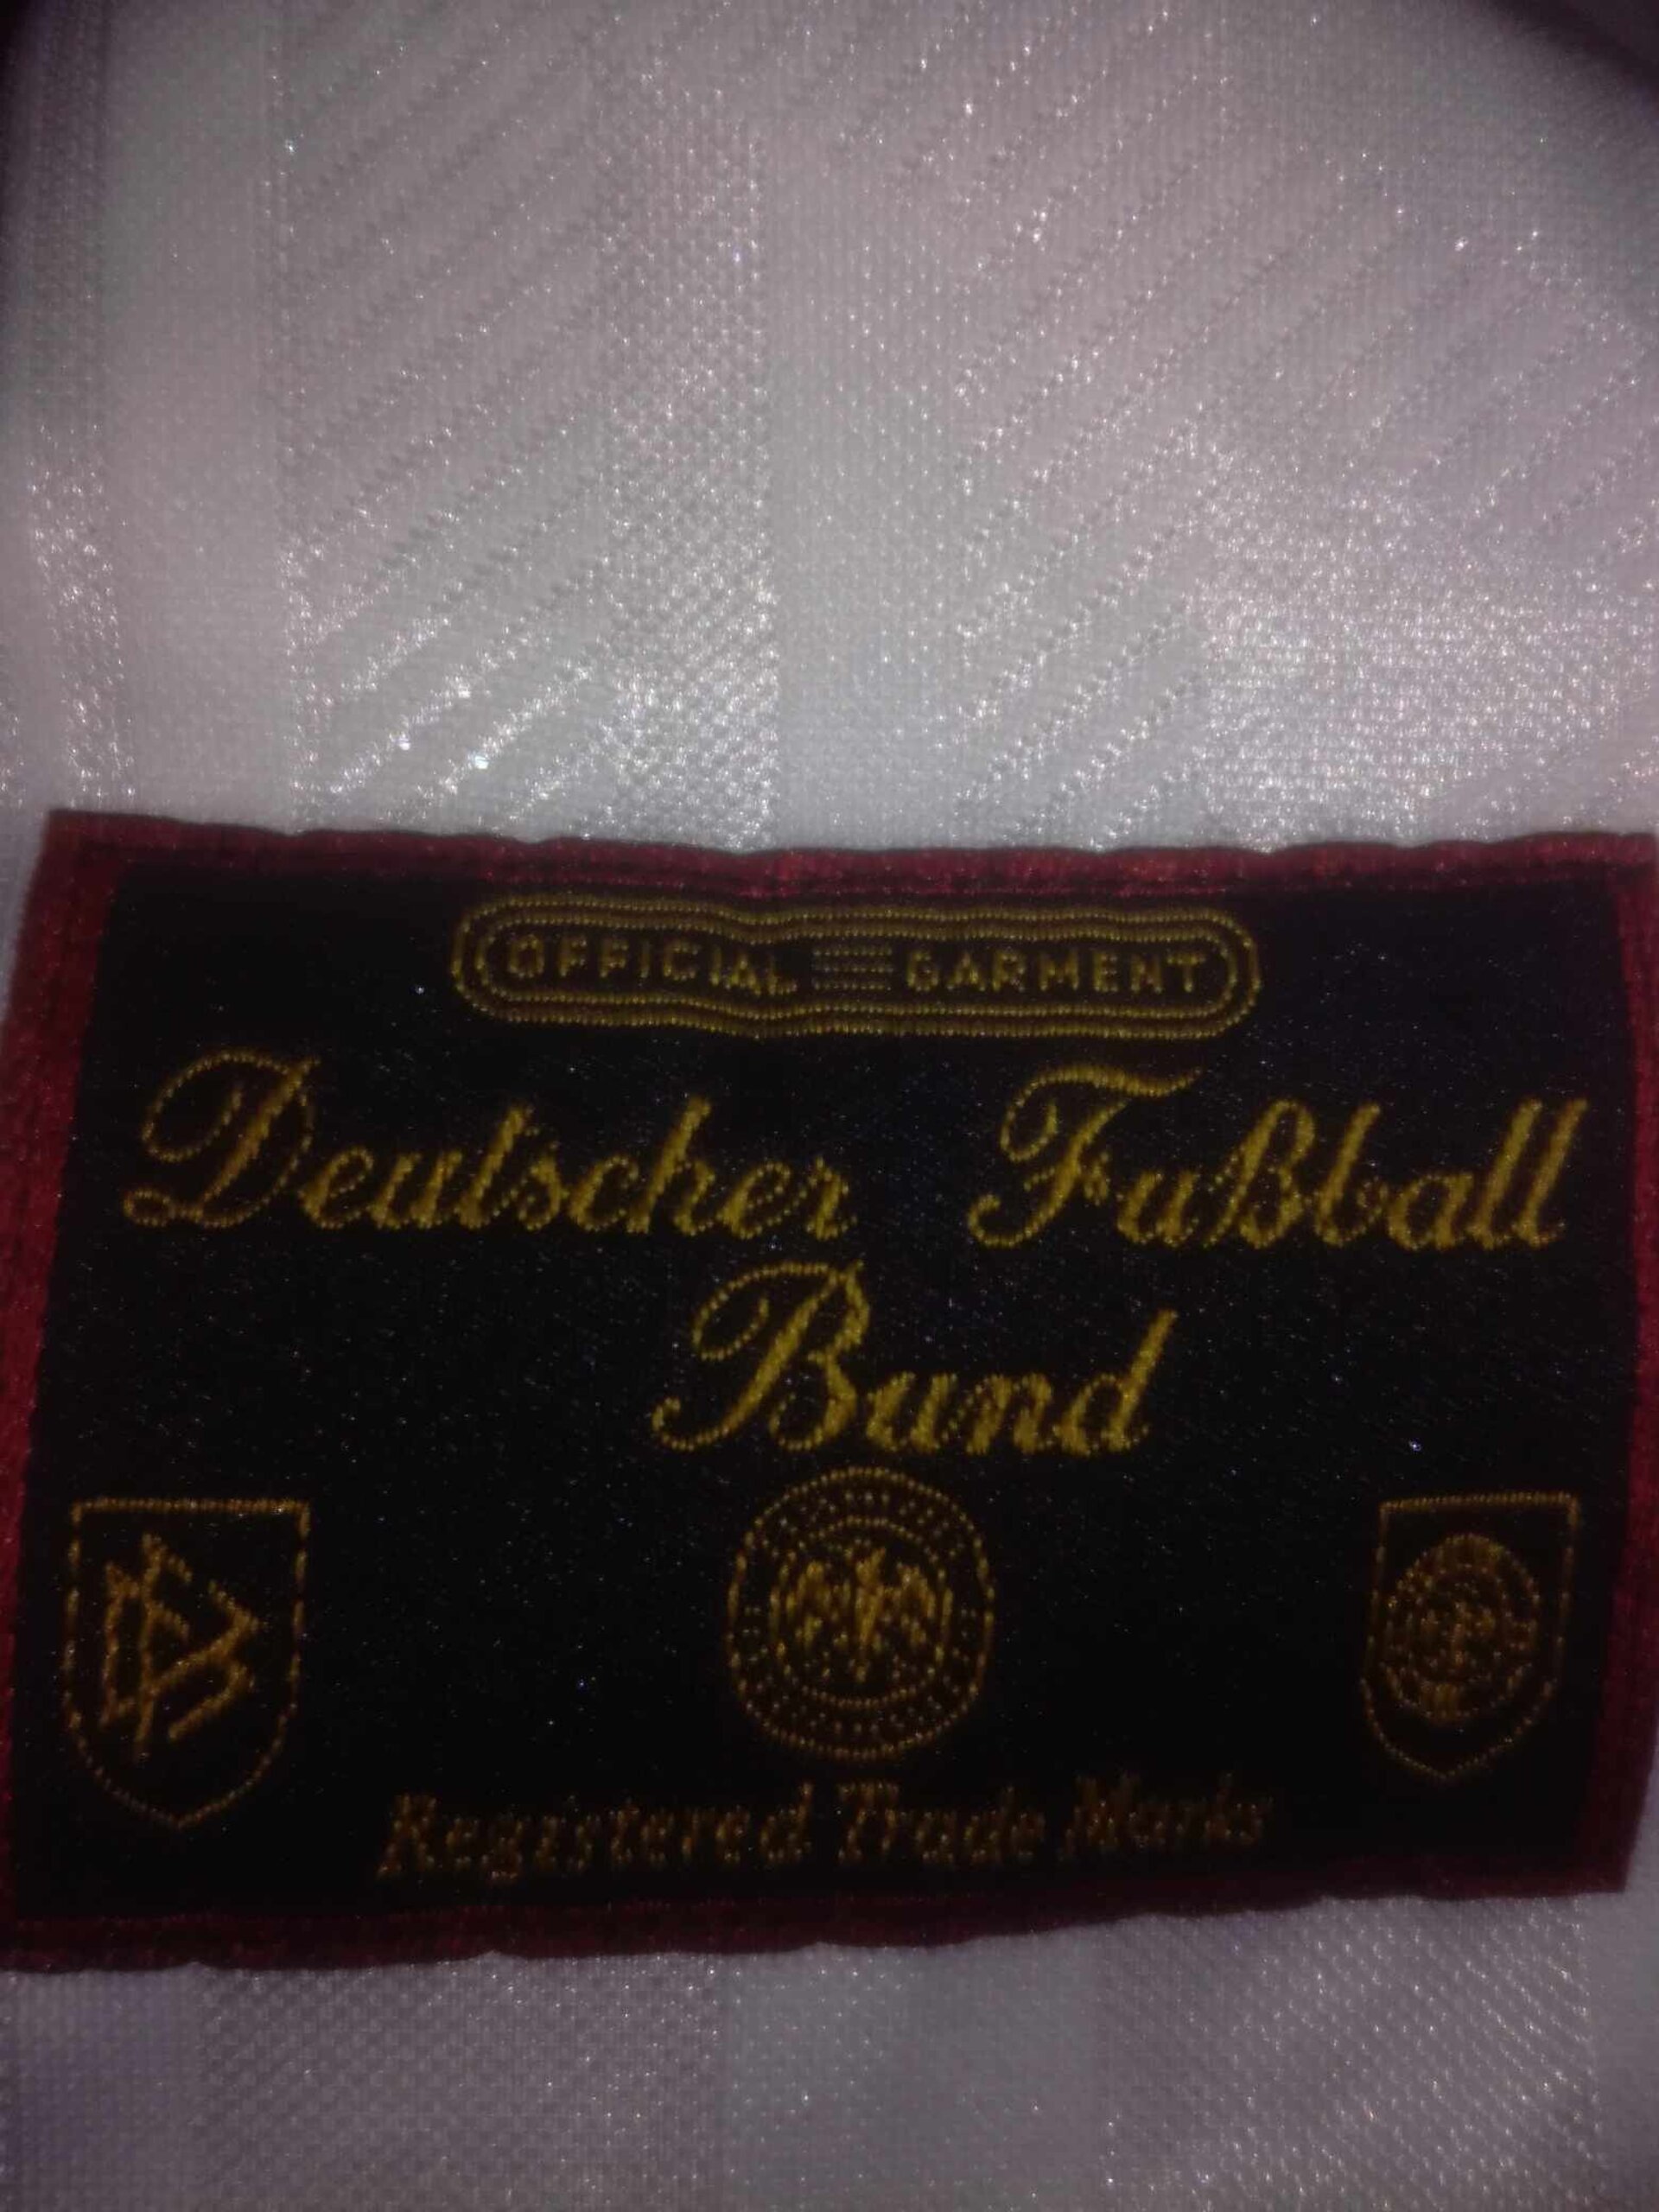 OFFICIAL GARMENT
Deutscher Fußball
Bund
Registered Trade Marks